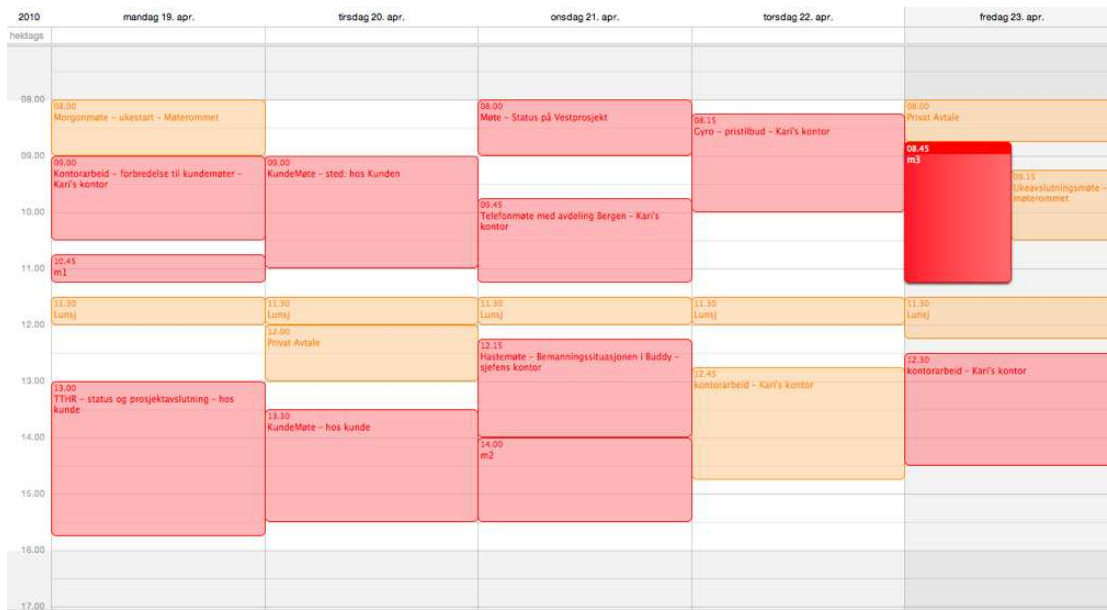 2010
mandag 19. apr.
tirsdag 20. apr.
onsdag 21. apr.
torsdag 22. apr.
fredag 23. apr.
heldags
08.00
09.00
10.00
11.00
12.00
13.00
14.00
15.00
16.00
17.00
08.00
Morgonmøte – ukestart – Møterommet
09.00
Kontorarbeid – forbredelse til kundemøter –
Kari's kontor
10.45
m1
11.30
Lunsj
13.00
TTHR – status og prosjektavslutning – hos
kunde
09.00
KundeMøte – sted: hos Kunden
11.30
Lunsj
12.00
Privat Avtale
13.30
KundeMøte – hos kunde
08.00
Møte – Status på Vestprosjekt
09.45
Telefonmøte med avdeling Bergen – Kari's
kontor
11.30
Lunsj
12.15
Hastemøte – Bemanningssituasjonen i Buddy –
sjefens kontor
14.00
m2
08.15
Gyro – pristilbud – Kari's kontor
11.30
Lunsj
12.45
kontorarbeid – Kari's kontor
08.00
Privat Avtale
08.45
m3
09.15
Ukeavslutningsmøte –
møterommet
11.30
Lunsj
12.30
kontorarbeid – Kari's kontor